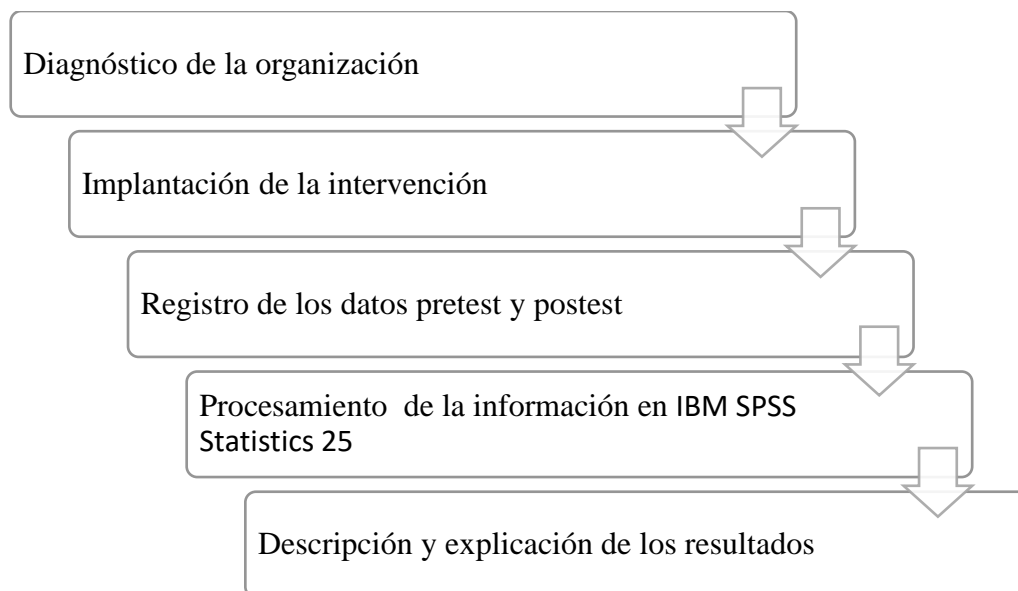 Diagnóstico de la organización
Implantación de la intervención
Registro de los datos pretest y postest
Procesamiento de la información en IBM SPSS
Statistics 25
Descripción y explicación de los resultados